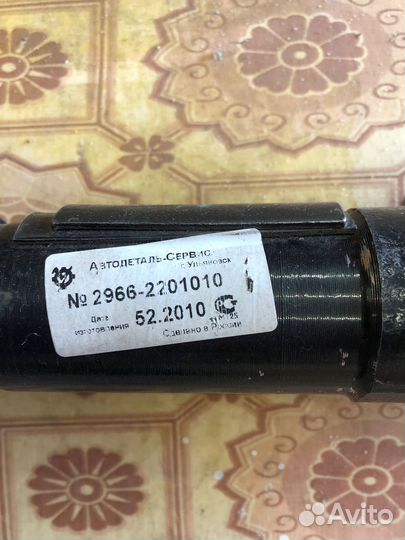 Автодеталь-Сервис
г. Ульяновск
№ 2966-2201010
Дата изготовления 52.2010
Сделано в России
Avito